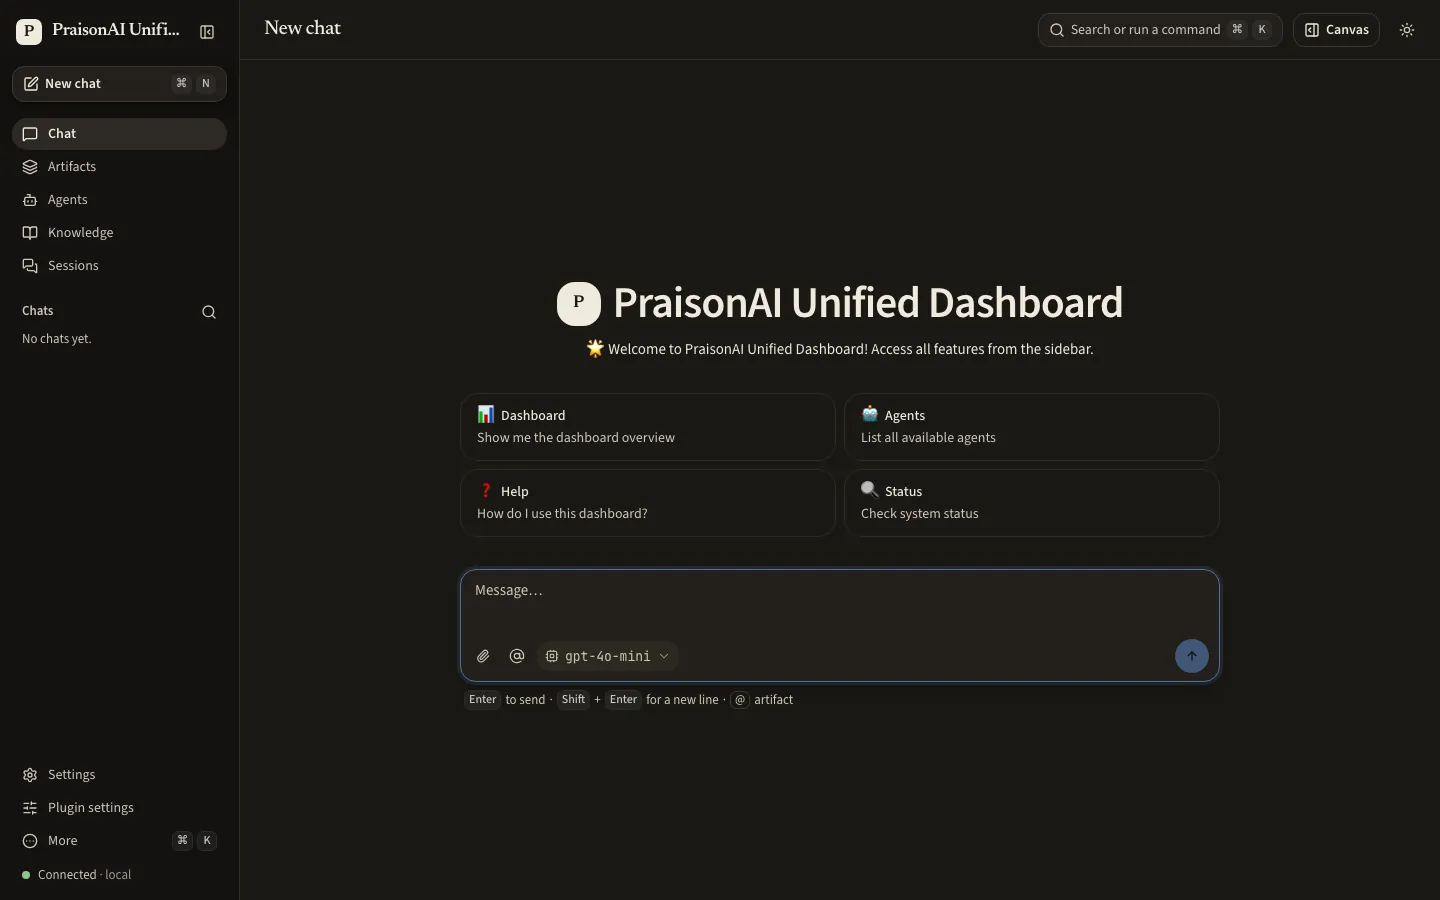 P PraisonAI Unifi...
New chat ⌘ N
Chat
Artifacts
Agents
Knowledge
Sessions
Chats
No chats yet.
Settings
Plugin settings
More ⌘ K
Connected · local
New chat
Search or run a command ⌘ K
Canvas
P PraisonAI Unified Dashboard
🌟 Welcome to PraisonAI Unified Dashboard! Access all features from the sidebar.
📊 Dashboard
Show me the dashboard overview
🤖 Agents
List all available agents
❓ Help
How do I use this dashboard?
🔍 Status
Check system status
Message…
@ gpt-4o-mini
Enter to send · Shift + Enter for a new line · @ artifact